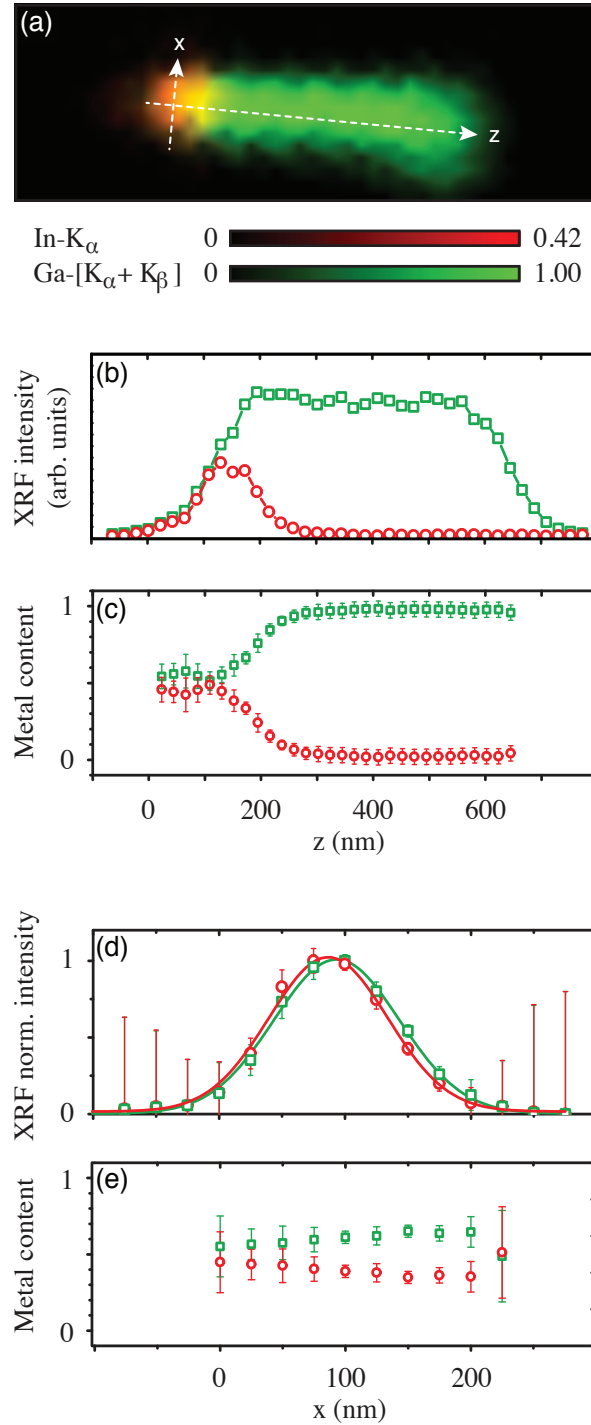 (a)
x
z
In-Kα 0 0.42
Ga-[Kα+ Kβ] 0 1.00
(b)
XRF intensity
(arb. units)
(c)
1
Metal content
0
0 200 400 600
z (nm)
(d)
1
XRF norm. intensity
0
(e)
1
Metal content
0
0 100 200
x (nm)